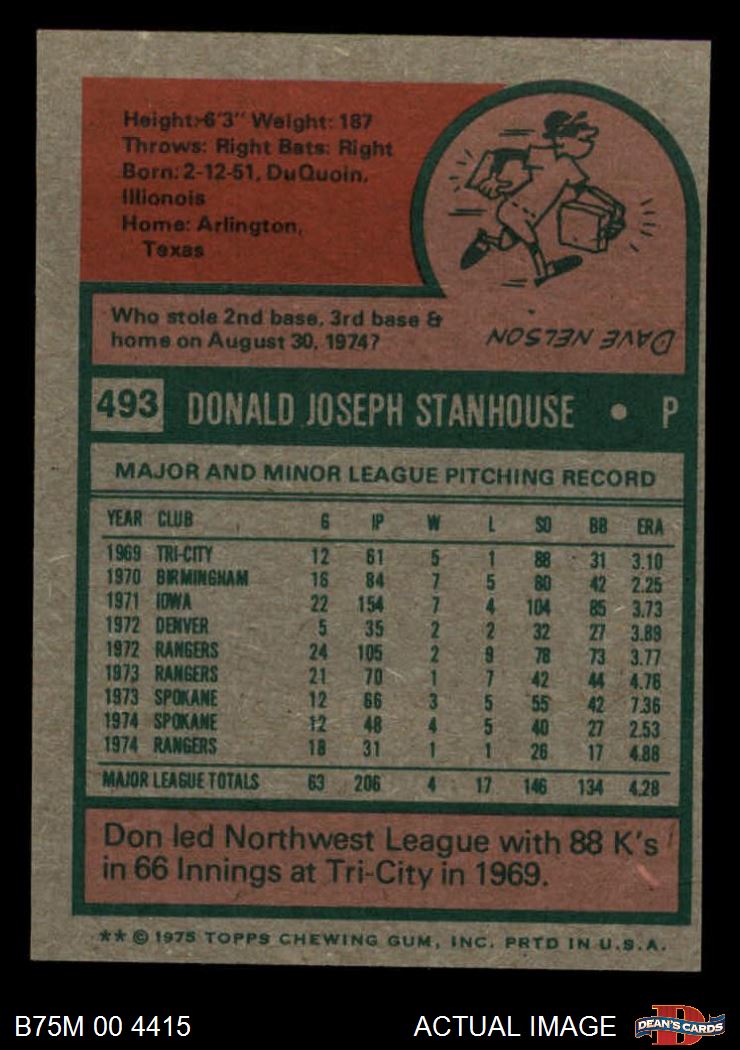 Height: 6'3" Weight: 187
Throws: Right Bats: Right
Born: 2-12-51, DuQuoin,
Illionois
Home: Arlington,
Texas
Who stole 2nd base, 3rd base &
home on August 30, 1974?
DAVE NELSON
493 DONALD JOSEPH STANHOUSE • P
MAJOR AND MINOR LEAGUE PITCHING RECORD
YEAR CLUB G IP W L SO BB ERA
1969 TRI-CITY 12 61 5 1 88 31 3.10
1970 BIRMINGHAM 16 84 7 5 80 42 2.25
1971 IOWA 22 154 7 4 104 85 3.73
1972 DENVER 5 35 2 2 32 27 3.89
1972 RANGERS 24 105 2 9 78 73 3.77
1973 RANGERS 21 70 1 7 42 44 4.76
1973 SPOKANE 12 66 3 5 55 42 7.36
1974 SPOKANE 12 48 4 5 40 27 2.53
1974 RANGERS 18 31 1 1 26 17 4.88
MAJOR LEAGUE TOTALS 63 206 4 17 146 134 4.28
Don led Northwest League with 88 K's
in 66 Innings at Tri-City in 1969.
** © 1975 TOPPS CHEWING GUM, INC. PRTD IN U.S.A.
B75M 00 4415 ACTUAL IMAGE DEAN'S CARDS